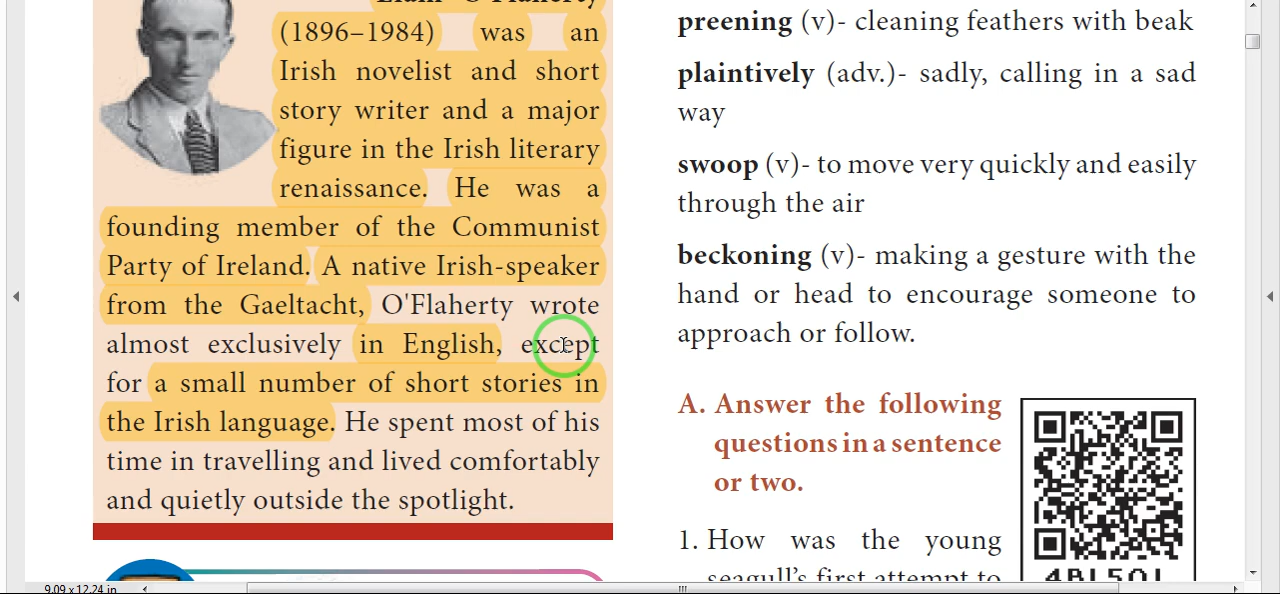 Liam O'Flaherty
(1896–1984) was an
Irish novelist and short
story writer and a major
figure in the Irish literary
renaissance. He was a
founding member of the Communist
Party of Ireland. A native Irish-speaker
from the Gaeltacht, O'Flaherty wrote
almost exclusively in English, except
for a small number of short stories in
the Irish language. He spent most of his
time in travelling and lived comfortably
and quietly outside the spotlight.
preening (v)- cleaning feathers with beak
plaintively (adv.)- sadly, calling in a sad
way
swoop (v)- to move very quickly and easily
through the air
beckoning (v)- making a gesture with the
hand or head to encourage someone to
approach or follow.
A. Answer the following
questions in a sentence
or two.
1. How was the young
seagull's first attempt to
9.09 x 12.24 in